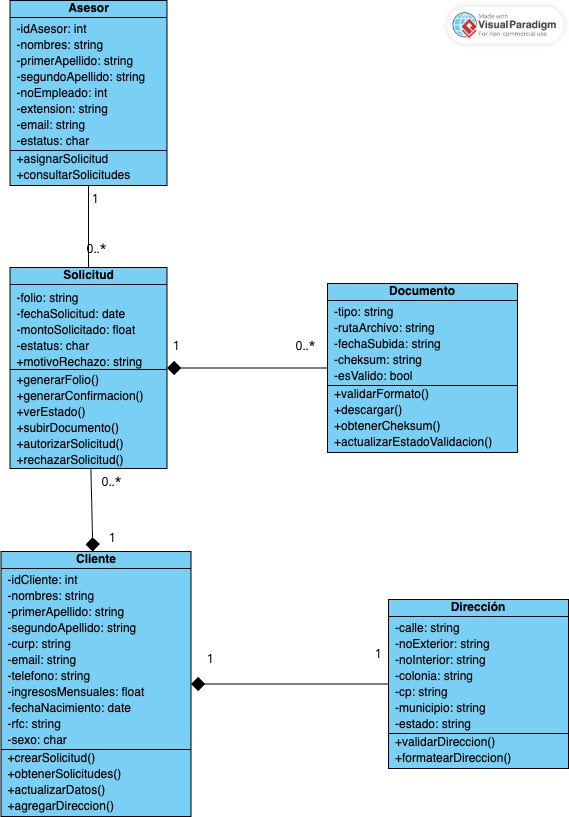 Asesor
-idAsesor: int
-nombres: string
-primerApellido: string
-segundoApellido: string
-noEmpleado: int
-extension: string
-email: string
-estatus: char
+asignarSolicitud
+consultarSolicitudes
Made with
VisualParadigm
For non-commercial use
1
0..*
Solicitud
-folio: string
-fechaSolicitud: date
-montoSolicitado: float
-estatus: char
+motivoRechazo: string
+generarFolio()
+generarConfirmacion()
+verEstado()
+subirDocumento()
+autorizarSolicitud()
+rechazarSolicitud()
1
0..*
Documento
-tipo: string
-rutaArchivo: string
-fechaSubida: string
-cheksum: string
-esValido: bool
+validarFormato()
+descargar()
+obtenerCheksum()
+actualizarEstadoValidacion()
0..*
1
Cliente
-idCliente: int
-nombres: string
-primerApellido: string
-segundoApellido: string
-curp: string
-email: string
-telefono: string
-ingresosMensuales: float
-fechaNacimiento: date
-rfc: string
-sexo: char
+crearSolicitud()
+obtenerSolicitudes()
+actualizarDatos()
+agregarDireccion()
1
1
Dirección
-calle: string
-noExterior: string
-noInterior: string
-colonia: string
-cp: string
-municipio: string
-estado: string
+validarDireccion()
+formatearDireccion()